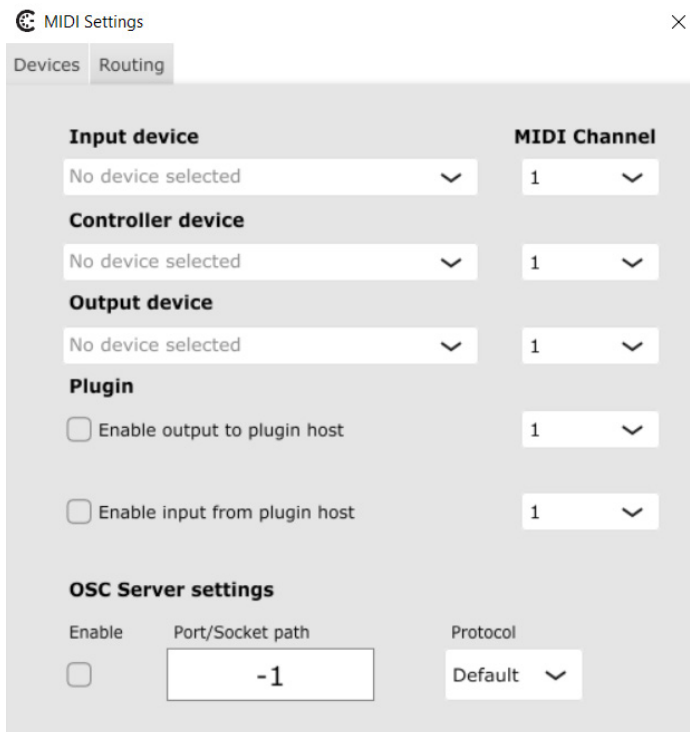 MIDI Settings
Devices Routing
Input device MIDI Channel
No device selected 1
Controller device
No device selected 1
Output device
No device selected 1
Plugin
Enable output to plugin host 1
Enable input from plugin host 1
OSC Server settings
Enable Port/Socket path Protocol
-1 Default